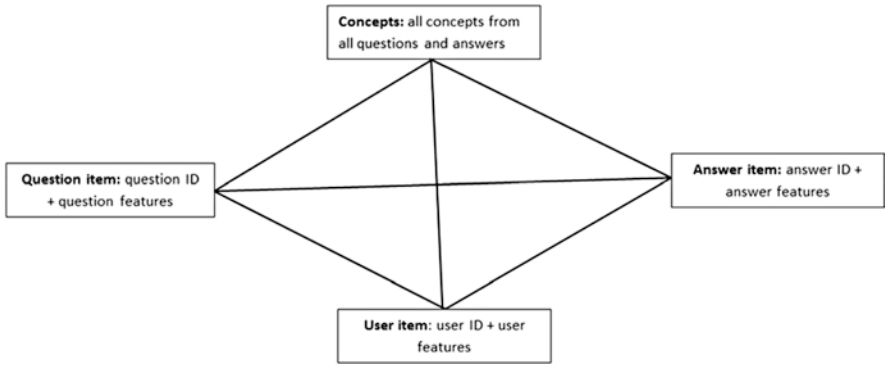 Concepts: all concepts from
all questions and answers
Question item: question ID
+ question features
Answer item: answer ID +
answer features
User item: user ID + user
features